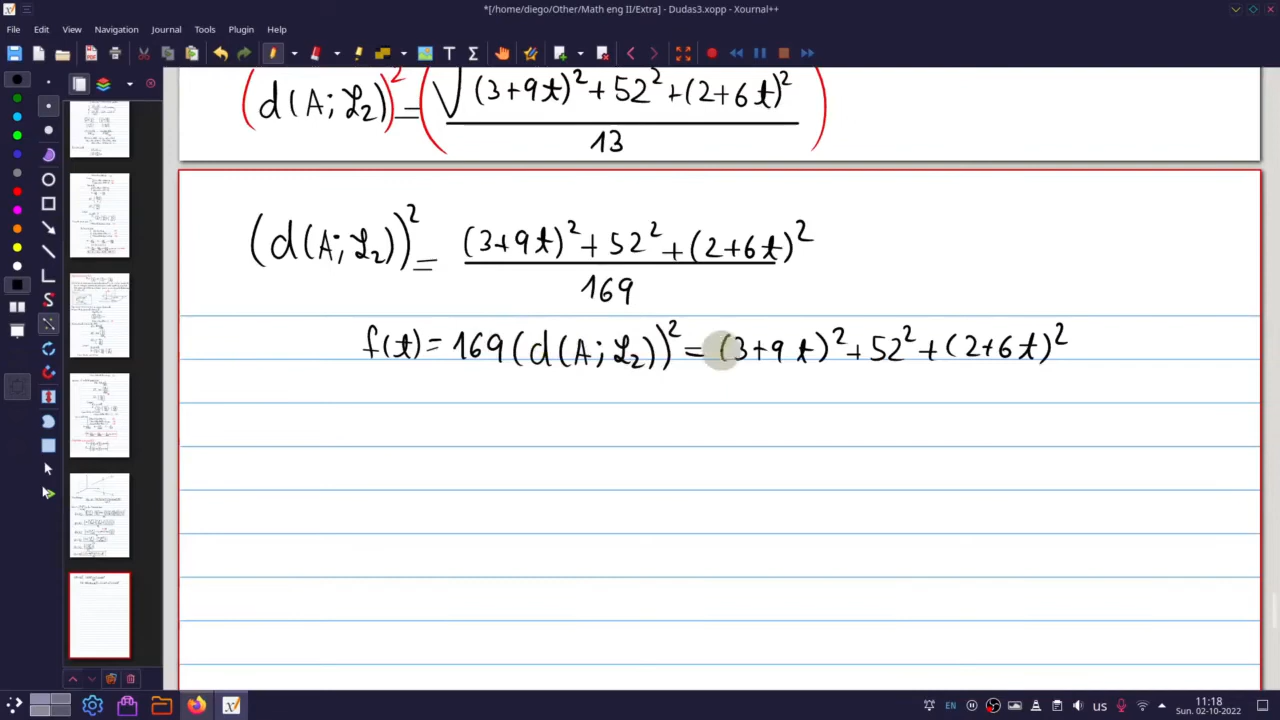 *[/home/diego/Other/Math eng II/Extra] - Dudas3.xopp - Xournal++
File Edit View Navigation Journal Tools Plugin Help
(d(A;ℒ₂))² = (√((3+9t)²+52²+(2+6t)²) / 13)
(d(A;ℒ₂))² = ((3+9t)²+52²+(2+6t)²) / 169
f(t) = 169(d(A;ℒ₂))² = (3+9t)²+52²+(2+6t)²
EN us 11:18
Sun. 02-10-2022